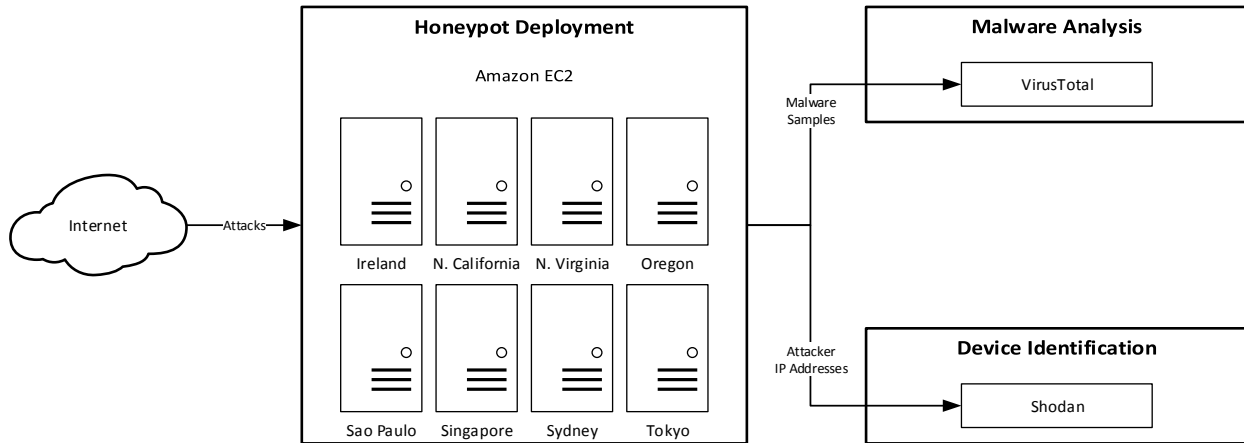 Honeypot Deployment
Amazon EC2
Internet
Attacks
Ireland
N. California
N. Virginia
Oregon
Sao Paulo
Singapore
Sydney
Tokyo
Malware
Samples
Malware Analysis
VirusTotal
Attacker
IP Addresses
Device Identification
Shodan